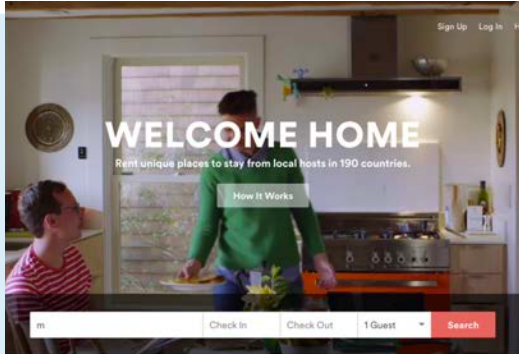 Sign Up Log In H
WELCOME HOME
Rent unique places to stay from local hosts in 190 countries.
How It Works
m Check In Check Out 1 Guest Search